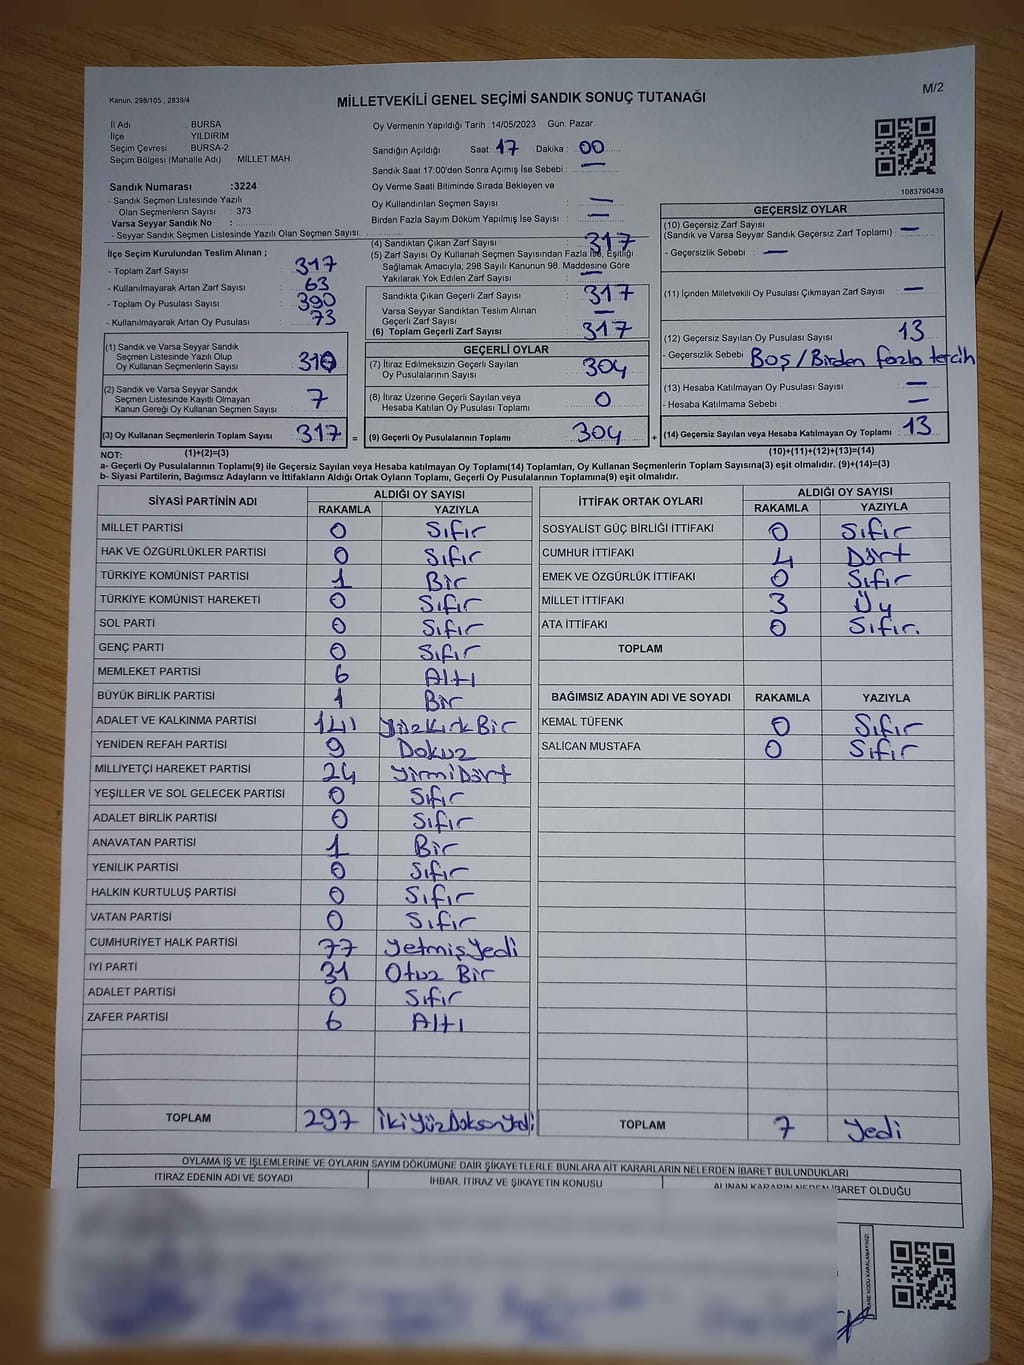 Kanun, 298/105 , 2839/4
MİLLETVEKİLİ GENEL SEÇİMİ SANDIK SONUÇ TUTANAĞI
M/2
İl Adı BURSA
İlçe YILDIRIM
Seçim Çevresi : BURSA-2
Seçim Bölgesi (Mahalle Adı) : MİLLET MAH.
Sandık Numarası :3224
- Sandık Seçmen Listesinde Yazılı
Olan Seçmenlerin Sayısı : 373
Varsa Seyyar Sandık No :
- Seyyar Sandık Seçmen Listesinde Yazılı Olan Seçmen Sayısı:
Oy Vermenin Yapıldığı Tarih :14/05/2023 Gün: Pazar
Sandığın Açıldığı Saat : 17 Dakika : 00
Sandık Saat 17:00'den Sonra Açımış İse Sebebi : —
Oy Verme Saati Bitiminde Sırada Bekleyen ve
Oy Kullandırılan Seçmen Sayısı : —
Birden Fazla Sayım Döküm Yapılmış İse Sayısı : —
1083790438
İlçe Seçim Kurulundan Teslim Alınan ;
- Toplam Zarf Sayısı : 317
- Kullanılmayarak Artan Zarf Sayısı : 63
- Toplam Oy Pusulası Sayısı : 390
- Kullanılmayarak Artan Oy Pusulası : 73
(4) Sandıktan Çıkan Zarf Sayısı : 317
(5) Zarf Sayısı Oy Kullanan Seçmen Sayısından Fazla İse, Eşitliği
Sağlamak Amacıyla, 298 Sayılı Kanunun 98. Maddesine Göre
Yakılarak Yok Edilen Zarf Sayısı : —
Sandıkta Çıkan Geçerli Zarf Sayısı : 317
Varsa Seyyar Sandıktan Teslim Alınan
Geçerli Zarf Sayısı : —
(6) Toplam Geçerli Zarf Sayısı : 317
GEÇERSİZ OYLAR
(10) Geçersiz Zarf Sayısı : —
(Sandık ve Varsa Seyyar Sandık Geçersiz Zarf Toplamı)
- Geçersizlik Sebebi : —
(11) İçinden Milletvekili Oy Pusulası Çıkmayan Zarf Sayısı : —
(12) Geçersiz Sayılan Oy Pusulası Sayısı : 13
- Geçersizlik Sebebi : Boş/Birden fazla tercih
(13) Hesaba Katılmayan Oy Pusulası Sayısı : —
- Hesaba Katılmama Sebebi : —
(14) Geçersiz Sayılan veya Hesaba Katılmayan Oy Toplamı : 13
(1) Sandık ve Varsa Seyyar Sandık
Seçmen Listesinde Yazılı Olup
Oy Kullanan Seçmenlerin Sayısı : 310
(2) Sandık ve Varsa Seyyar Sandık
Seçmen Listesinde Kayıtlı Olmayan
Kanun Gereği Oy Kullanan Seçmen Sayısı : 7
(3) Oy Kullanan Seçmenlerin Toplam Sayısı : 317 =
GEÇERLİ OYLAR
(7) İtiraz Edilmeksizin Geçerli Sayılan
Oy Pusulalarının Sayısı : 304
(8) İtiraz Üzerine Geçerli Sayılan veya
Hesaba Katılan Oy Pusulası Toplamı : 0
(9) Geçerli Oy Pusulalarının Toplamı : 304 +
NOT: (1)+(2)=(3) (10)+(11)+(12)+(13)=(14)
a- Geçerli Oy Pusulalarının Toplamı(9) ile Geçersiz Sayılan veya Hesaba katılmayan Oy Toplamı(14) Toplamları, Oy Kullanan Seçmenlerin Toplam Sayısına(3) eşit olmalıdır. (9)+(14)=(3)
b- Siyasi Partilerin, Bağımsız Adayların ve İttifakların Aldığı Ortak Oyların Toplamı, Geçerli Oy Pusulalarının Toplamına(9) eşit olmalıdır.
SİYASİ PARTİNİN ADI ALDIĞI OY SAYISI
RAKAMLA YAZIYLA
MİLLET PARTİSİ 0 Sıfır
HAK VE ÖZGÜRLÜKLER PARTİSİ 0 Sıfır
TÜRKİYE KOMÜNİST PARTİSİ 1 Bir
TÜRKİYE KOMÜNİST HAREKETİ 0 Sıfır
SOL PARTİ 0 Sıfır
GENÇ PARTİ 0 Sıfır
MEMLEKET PARTİSİ 6 Altı
BÜYÜK BİRLİK PARTİSİ 1 Bir
ADALET VE KALKINMA PARTİSİ 141 YüzKırkBir
YENİDEN REFAH PARTİSİ 9 Dokuz
MİLLİYETÇİ HAREKET PARTİSİ 24 YirmiDört
YEŞİLLER VE SOL GELECEK PARTİSİ 0 Sıfır
ADALET BİRLİK PARTİSİ 0 Sıfır
ANAVATAN PARTİSİ 1 Bir
YENİLİK PARTİSİ 0 Sıfır
HALKIN KURTULUŞ PARTİSİ 0 Sıfır
VATAN PARTİSİ 0 Sıfır
CUMHURİYET HALK PARTİSİ 77 YetmişYedi
İYİ PARTİ 31 Otuz Bir
ADALET PARTİSİ 0 Sıfır
ZAFER PARTİSİ 6 Altı
TOPLAM 297 İkiYüzDoksanYedi
İTTİFAK ORTAK OYLARI ALDIĞI OY SAYISI
RAKAMLA YAZIYLA
SOSYALİST GÜÇ BİRLİĞİ İTTİFAKI 0 Sıfır
CUMHUR İTTİFAKI 4 Dört
EMEK VE ÖZGÜRLÜK İTTİFAKI 0 Sıfır
MİLLET İTTİFAKI 3 Üç
ATA İTTİFAKI 0 Sıfır.
TOPLAM
BAĞIMSIZ ADAYIN ADI VE SOYADI RAKAMLA YAZIYLA
KEMAL TÜFENK 0 Sıfır
SALİCAN MUSTAFA 0 Sıfır
TOPLAM 7 Yedi
OYLAMA İŞ VE İŞLEMLERİNE VE OYLARIN SAYIM DÖKÜMÜNE DAİR ŞİKAYETLERLE BUNLARA AİT KARARLARIN NELERDEN İBARET BULUNDUKLARI
İTİRAZ EDENİN ADI VE SOYADI İHBAR, İTİRAZ VE ŞİKAYETİN KONUSU ALINAN KARARIN NEDEN İBARET OLDUĞU
KARE KODU KARALAMAYINIZ!